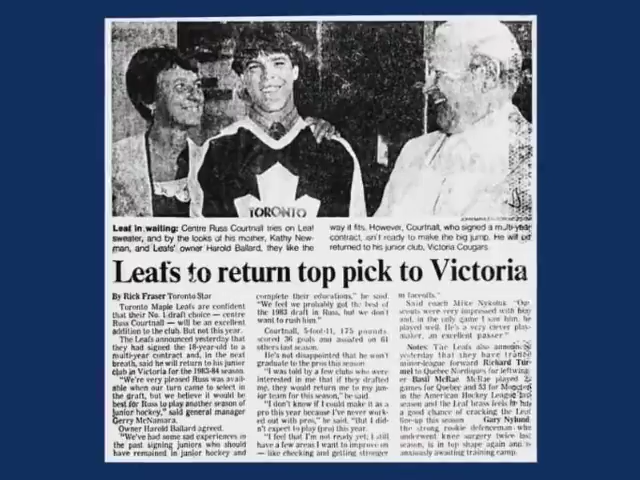 TORONTO
Leaf in waiting: Centre Russ Courtnall tries on Leaf
sweater, and by the looks of his mother, Kathy New-
man, and Leafs' owner Harold Ballard, they like the
way it fits. However, Courtnall, who signed a multi-year
contract, isn't ready to make the big jump. He will be
returned to his junior club, Victoria Cougars.
Leafs to return top pick to Victoria
By Rick Fraser Toronto Star
Toronto Maple Leafs are confident
that their No. 1 draft choice — centre
Russ Courtnall — will be an excellent
addition to the club. But not this year.
The Leafs announced yesterday that
they had signed the 18-year-old to a
multi-year contract and, in the next
breath, said he will return to his junior
club in Victoria for the 1983-84 season.
"We're very pleased Russ was avail-
able when our turn came to select in
the draft, but we believe it would be
best for Russ to play another season of
junior hockey," said general manager
Gerry McNamara.
Owner Harold Ballard agreed.
"We've had some sad experiences in
the past signing juniors who should
have remained in junior hockey and
complete their educations," he said.
"We feel we probably got the best of
the 1983 draft in Russ, but we don't
want to rush him."
Courtnall, 5-foot-11, 175 pounds,
scored 36 goals and assisted on 61
others last season.
He's not disappointed that he won't
graduate to the pros this season.
"I was told by a few clubs who were
interested in me that if they drafted
me, they would return me to my jun-
ior team for this season," he said.
"I don't know if I could make it as a
pro this year because I've never work-
ed out with pros," he said. "But I did-
n't expect to play (pro) this year.
"I feel that I'm not ready yet; I still
have a few areas I want to improve on
— like checking and getting stronger
in faceoffs."
Said coach Mike Nykoluk: "Our
scouts were very impressed with him
and, in the only game I saw him, he
played well. He's a very clever play-
maker, an excellent passer."
Notes: The Leafs also announced
yesterday that they have traded
minor-league forward Richard Tur-
mel to Quebec Nordiques for leftwing-
er Basil McRae. McRae played 22
games for Quebec and 53 for
in the American Hockey League last
season and the Leaf brass feels he has
a good chance of cracking the Leaf
line-up this season. Gary Nylund,
the strong rookie defenceman who
underwent knee surgery twice last
season, is in top shape again and is
anxiously awaiting training camp.